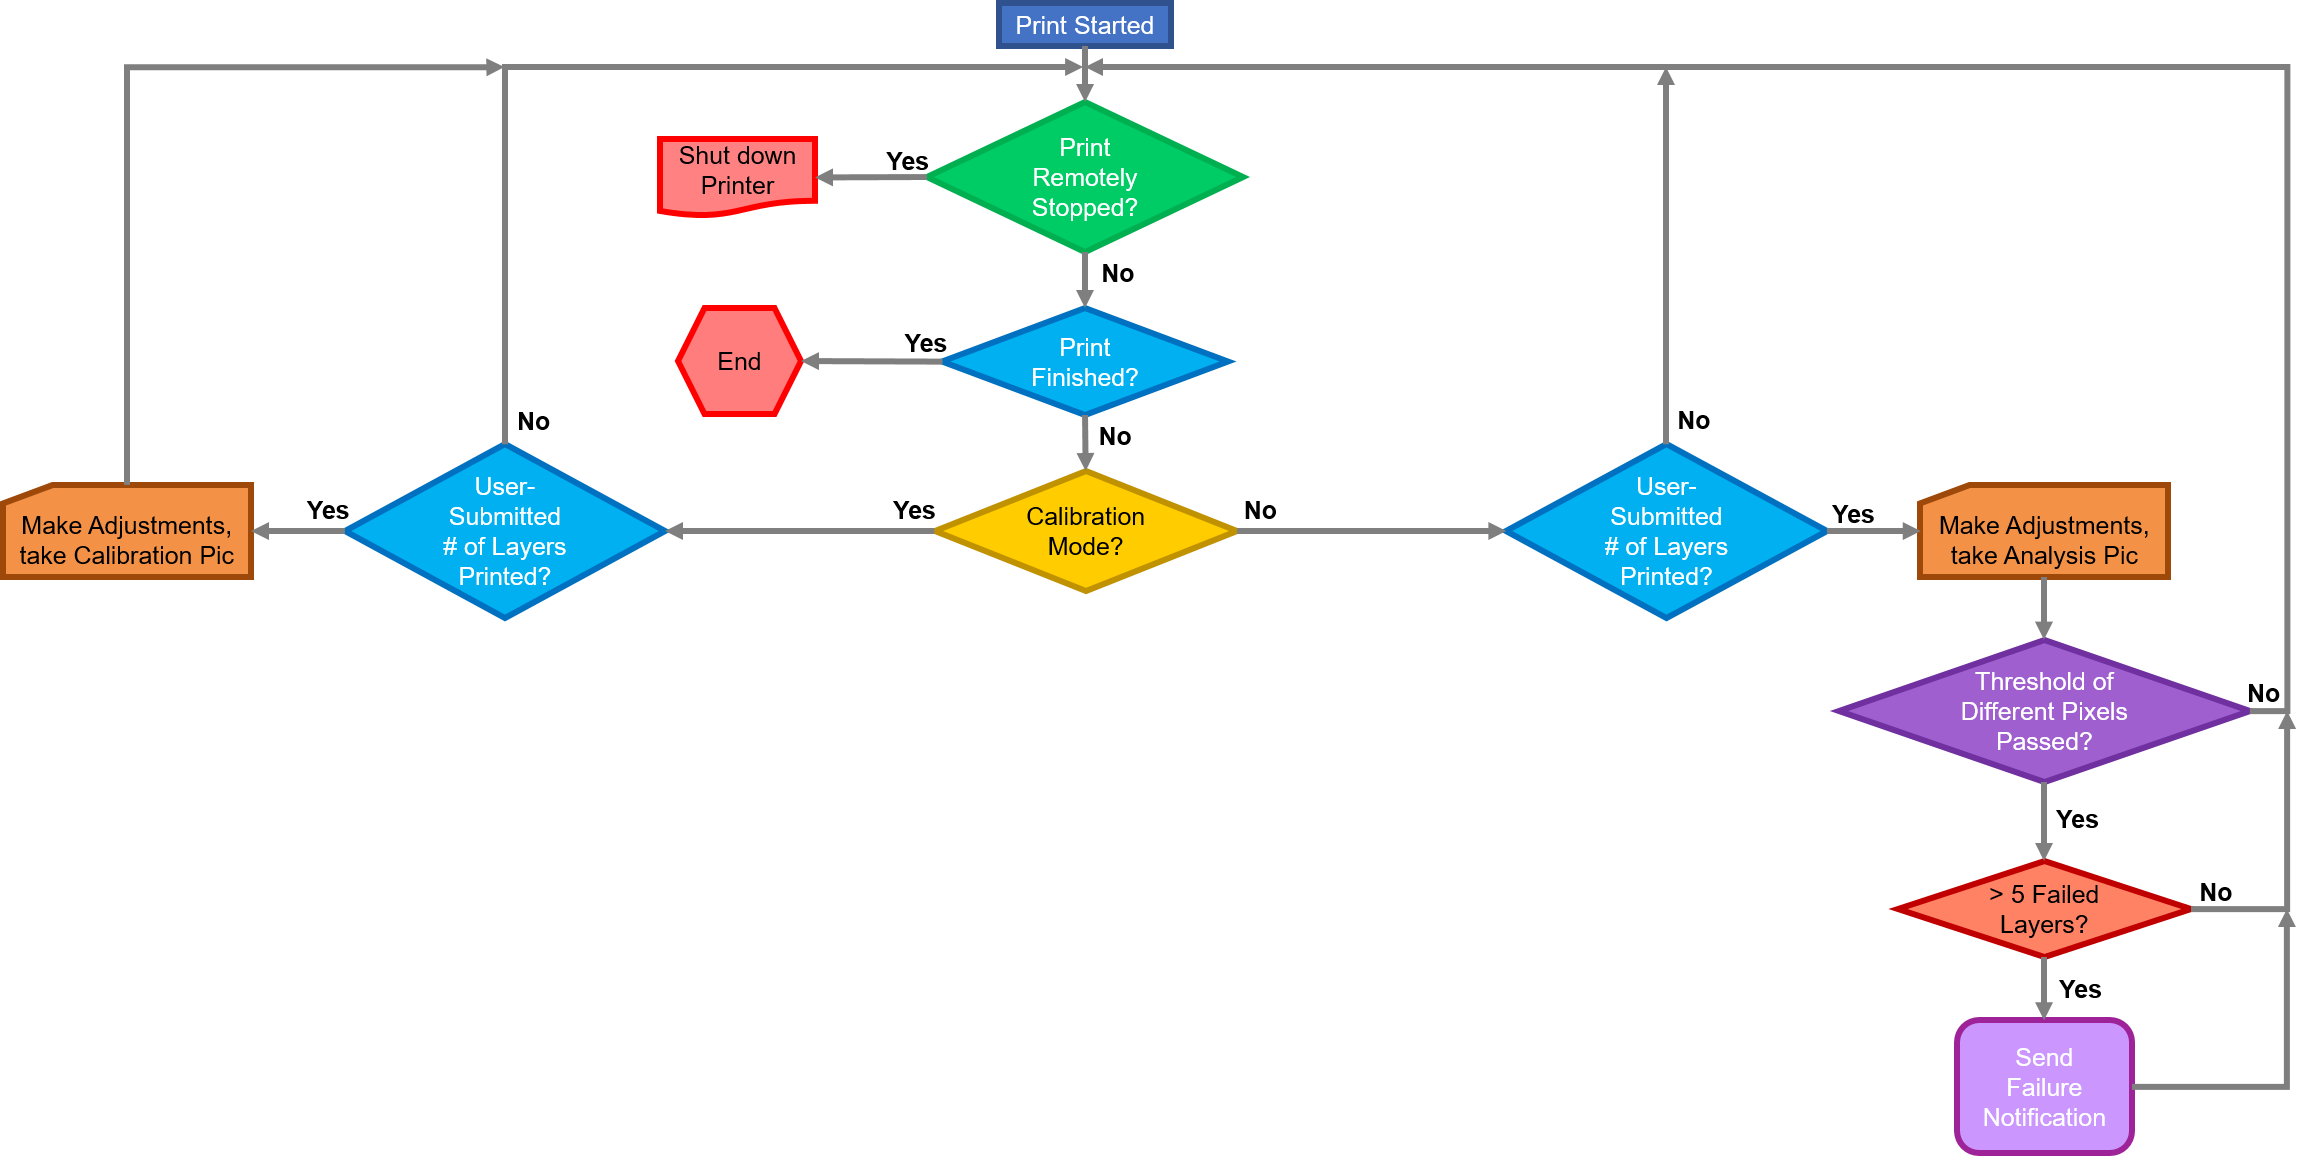 Print Started
Shut down
Printer
Yes
Print
Remotely
Stopped?
No
End
Yes
Print
Finished?
No
No
No
Make Adjustments,
take Calibration Pic
Yes
User-
Submitted
# of Layers
Printed?
Yes
Calibration
Mode?
No
User-
Submitted
# of Layers
Printed?
Yes
Make Adjustments,
take Analysis Pic
Threshold of
Different Pixels
Passed?
No
Yes
> 5 Failed
Layers?
No
Yes
Send
Failure
Notification